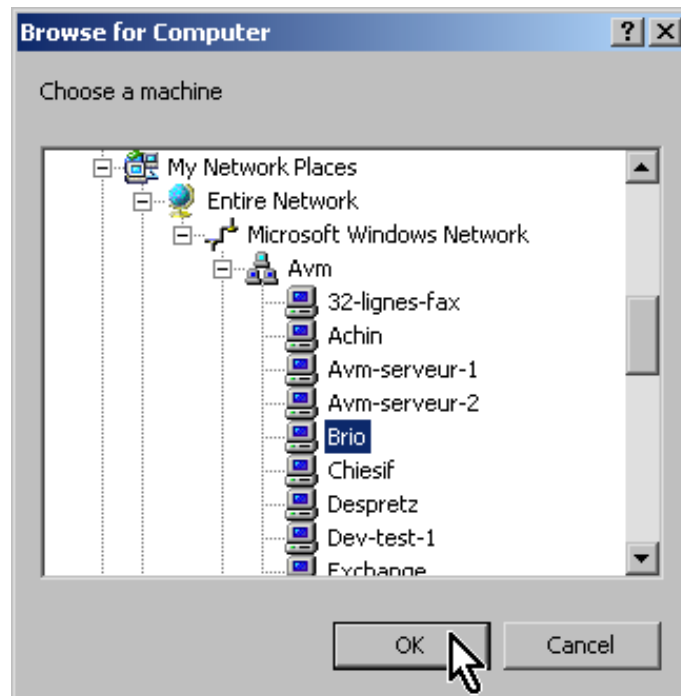 Browse for Computer
Choose a machine
My Network Places
Entire Network
Microsoft Windows Network
Avm
32-lignes-fax
Achin
Avm-serveur-1
Avm-serveur-2
Brio
Chiesif
Despretz
Dev-test-1
Exchange
OK Cancel